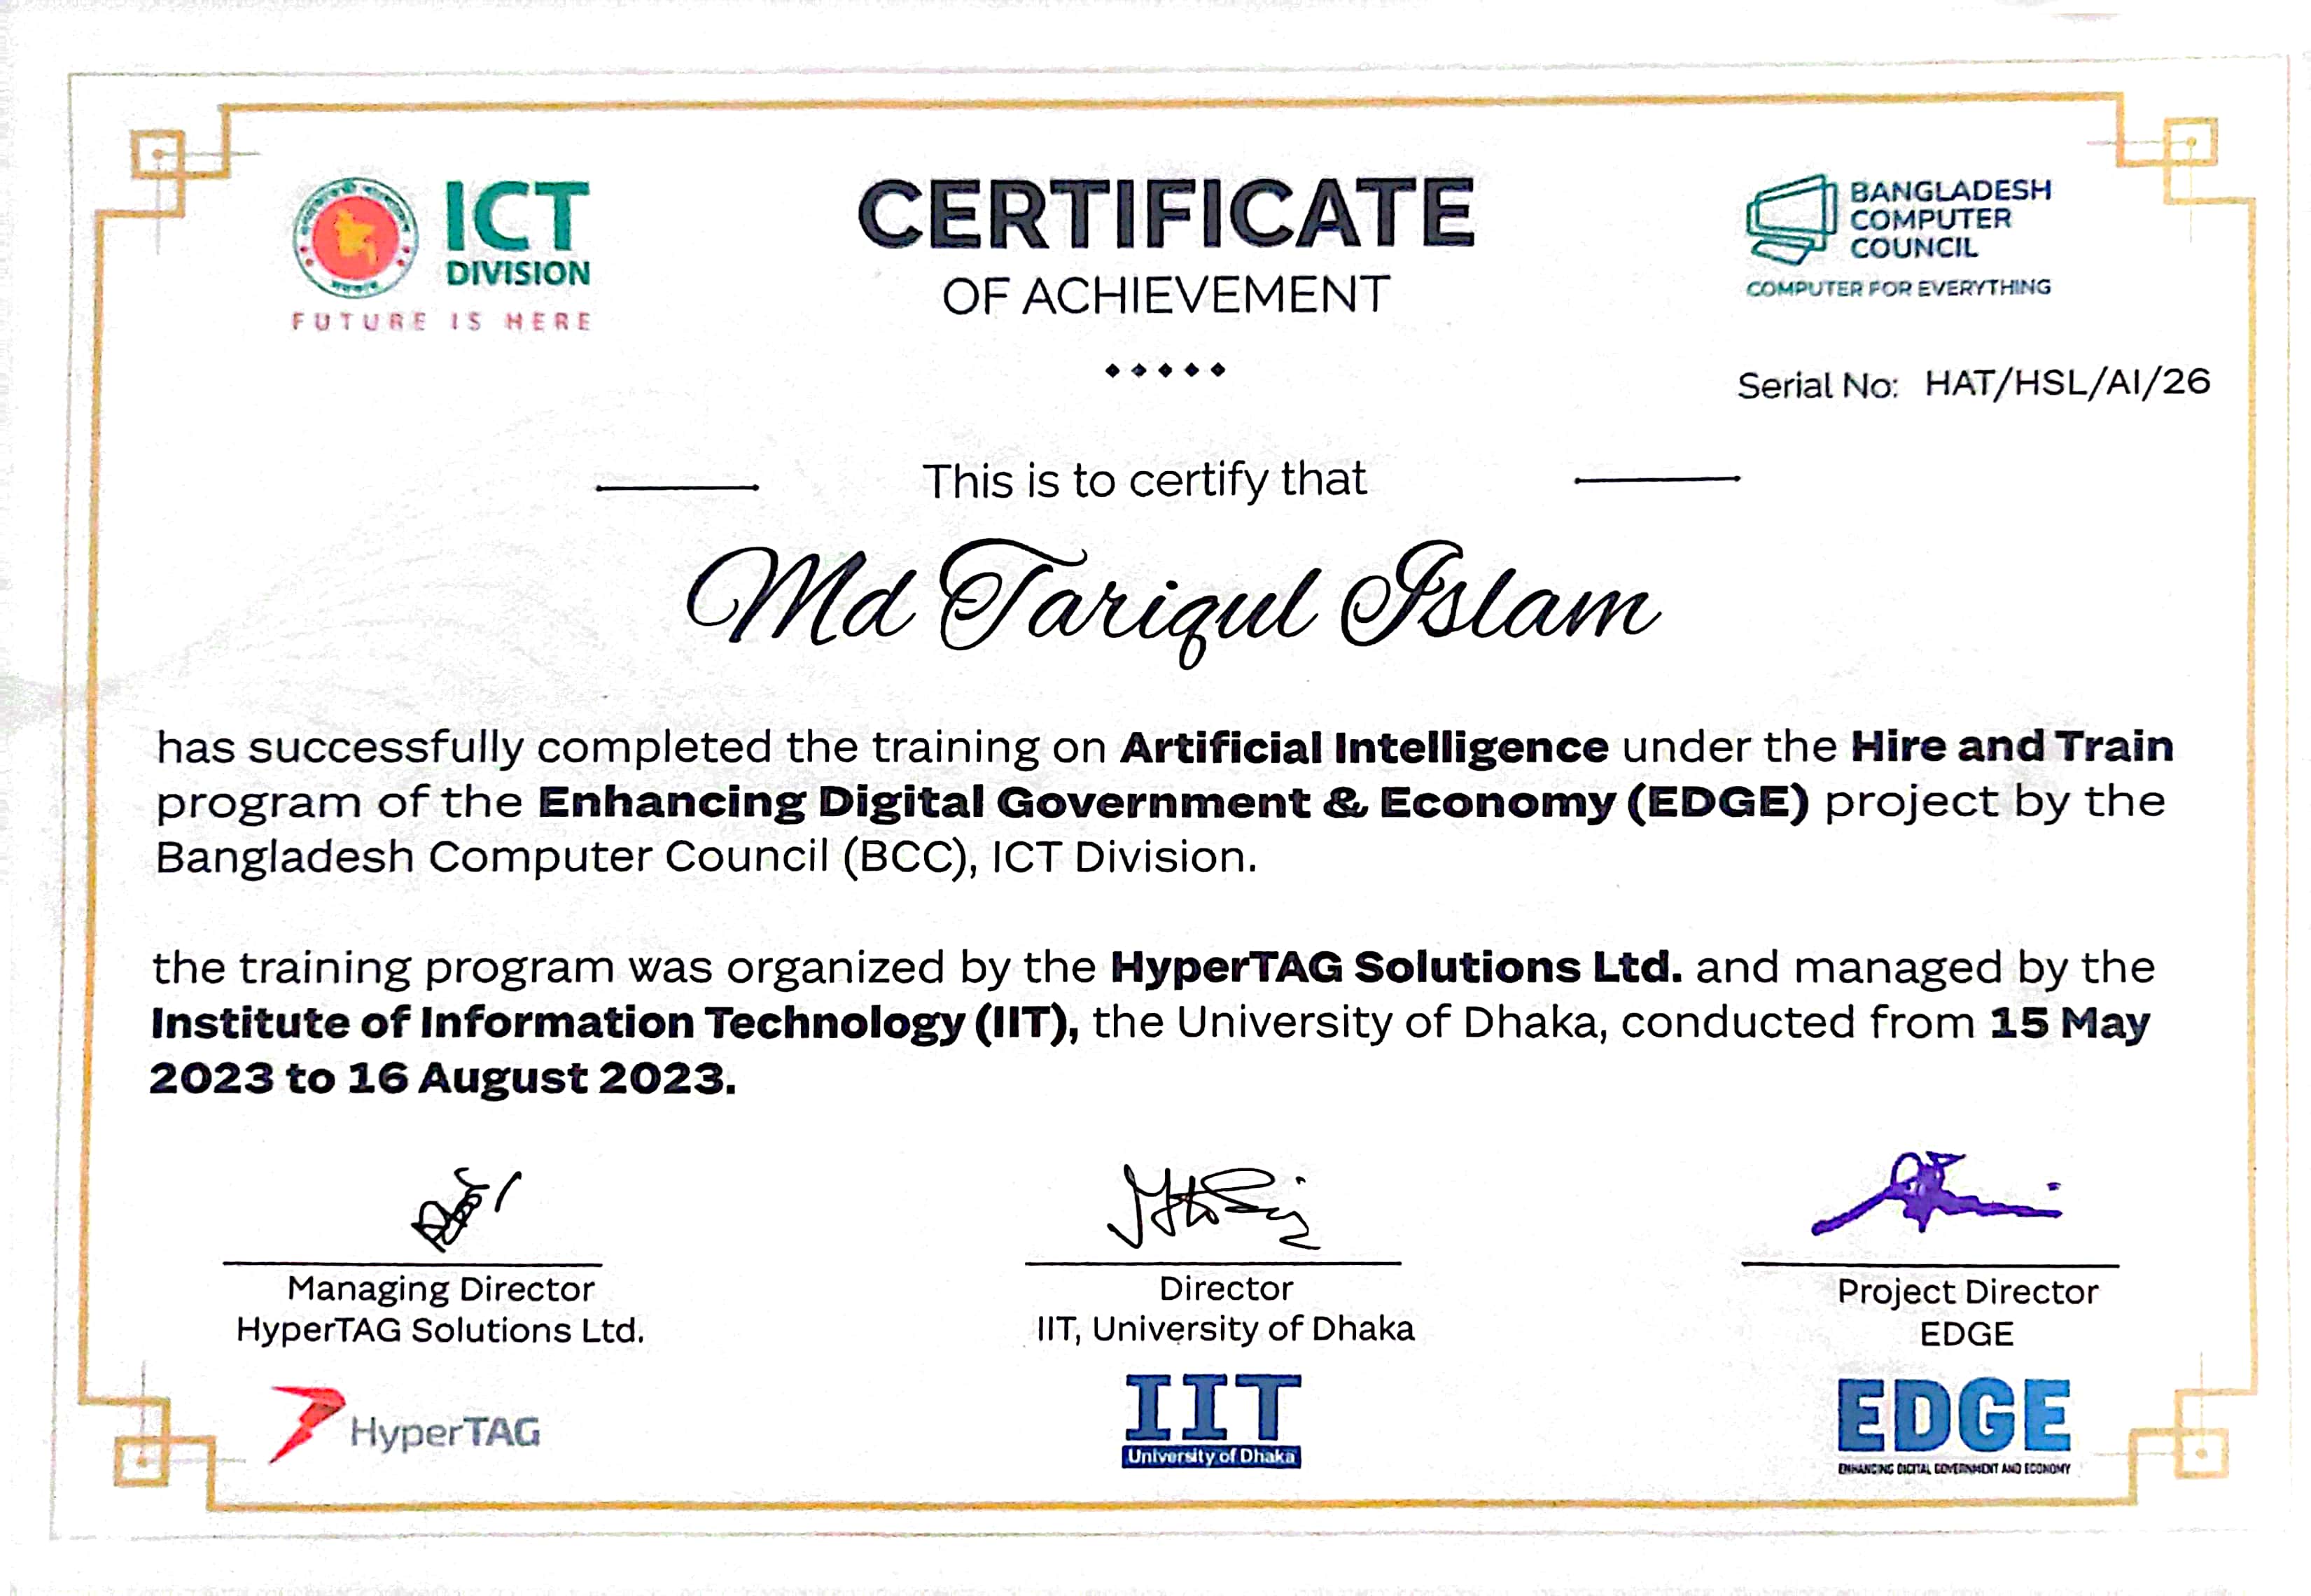 ICT
DIVISION
FUTURE IS HERE
CERTIFICATE
OF ACHIEVEMENT
BANGLADESH
COMPUTER
COUNCIL
COMPUTER FOR EVERYTHING
Serial No: HAT/HSL/AI/26
This is to certify that
Md Tariqul Islam
has successfully completed the training on Artificial Intelligence under the Hire and Train
program of the Enhancing Digital Government & Economy (EDGE) project by the
Bangladesh Computer Council (BCC), ICT Division.
the training program was organized by the HyperTAG Solutions Ltd. and managed by the
Institute of Information Technology (IIT), the University of Dhaka, conducted from 15 May
2023 to 16 August 2023.
Managing Director
HyperTAG Solutions Ltd.
Director
IIT, University of Dhaka
Project Director
EDGE
HyperTAG
IIT
University of Dhaka
EDGE
ENHANCING DIGITAL GOVERNMENT AND ECONOMY